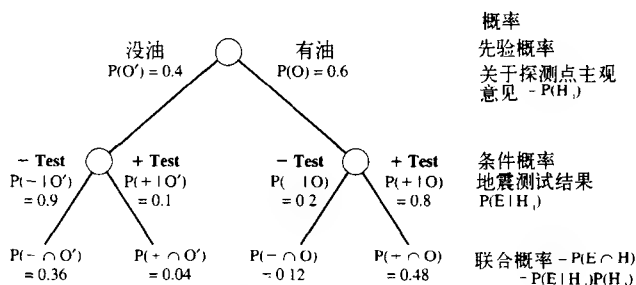 概率
没油
有油
先验概率
P(O′) = 0.4
P(O) = 0.6
关于探测点主观
意见 - P(H )
- Test
+ Test
- Test
+ Test
条件概率
P(- | O′)
P(+ | O′)
P( | O)
P(+ | O)
地震测试结果
= 0.9
= 0.1
= 0 2
= 0.8
P(E | H )
P(- ∩ O′)
P(+ ∩ O′)
P(- ∩ O)
P(+ ∩ O)
联合概率 - P(E ∩ H)
= 0.36
= 0.04
= 0.12
= 0.48
- P(E | H )P(H )